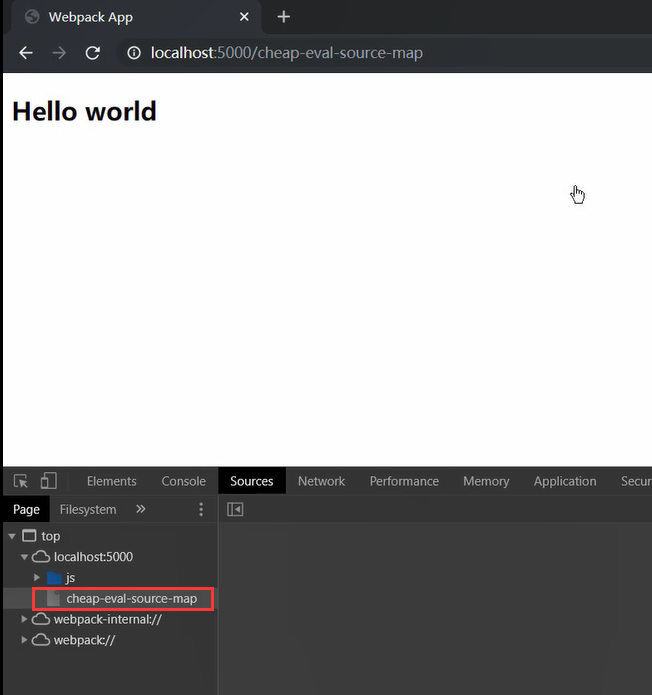 Webpack App
localhost:5000/cheap-eval-source-map
Hello world
Elements Console Sources Network Performance Memory Application Secur
Page Filesystem »
top
localhost:5000
js
cheap-eval-source-map
webpack-internal://
webpack://